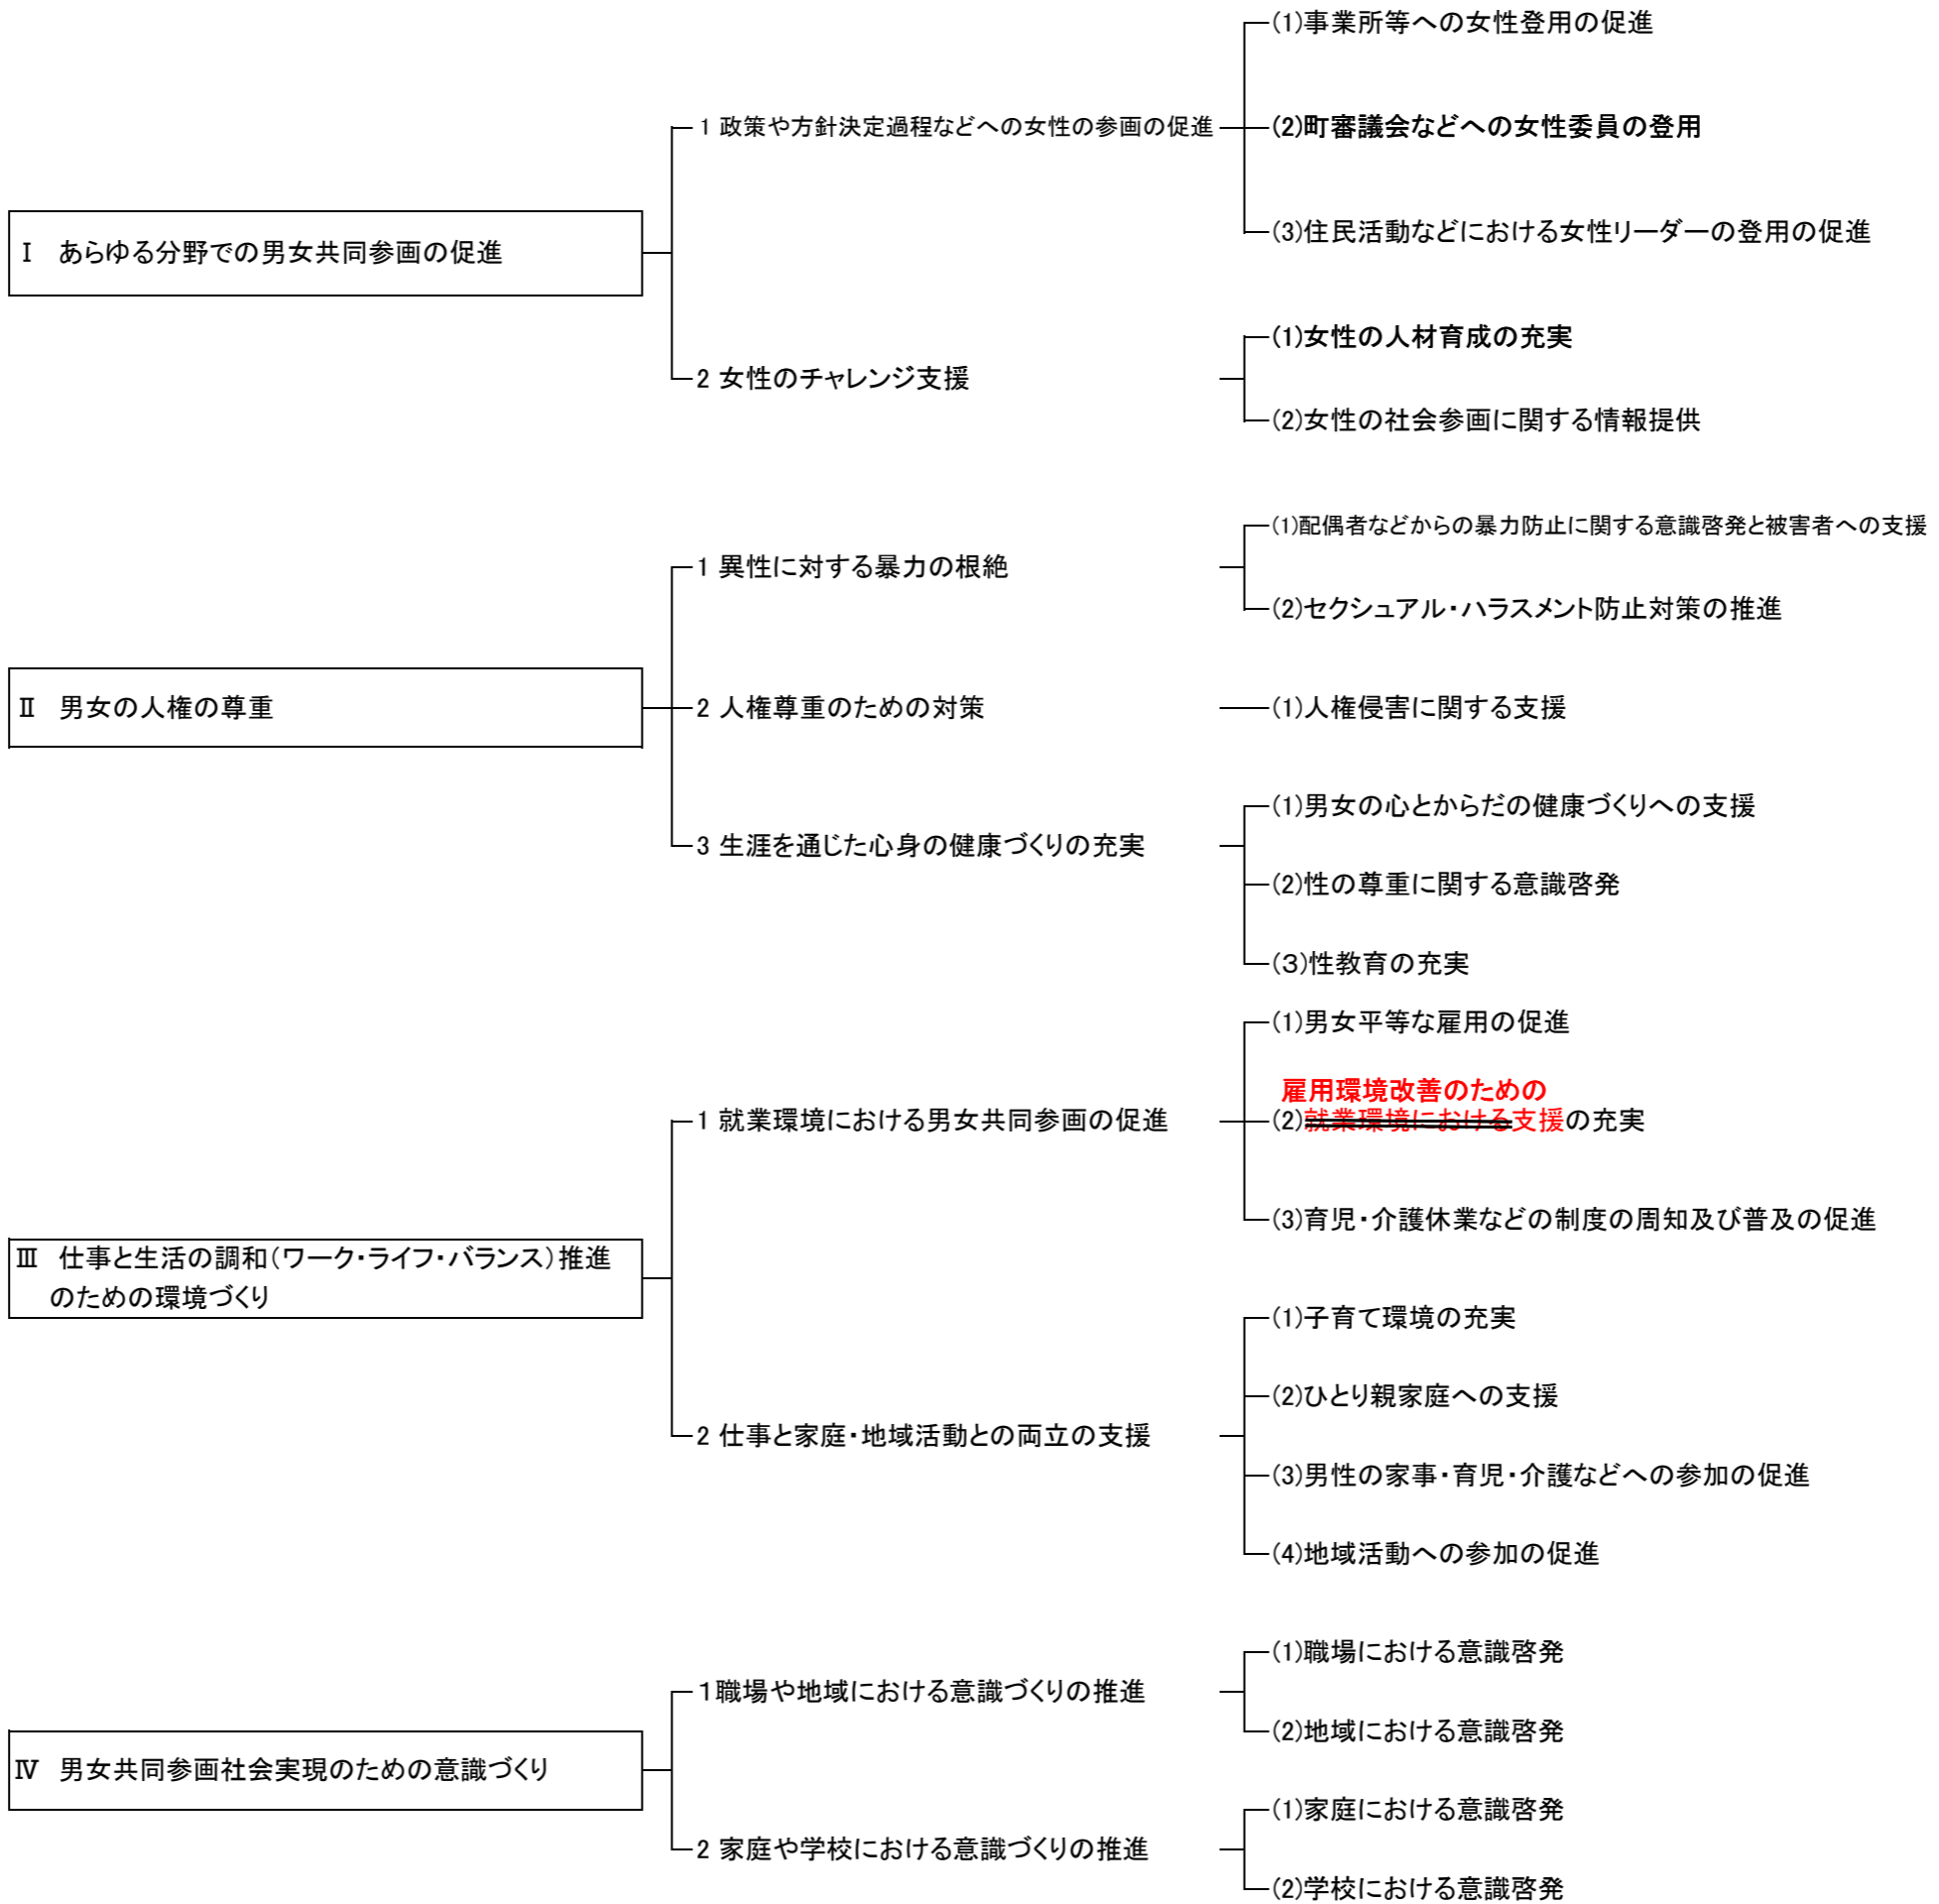 Ⅰ　あらゆる分野での男女共同参画の促進
1 政策や方針決定過程などへの女性の参画の促進
(1)事業所等への女性登用の促進
(2)町審議会などへの女性委員の登用
(3)住民活動などにおける女性リーダーの登用の促進
2 女性のチャレンジ支援
(1)女性の人材育成の充実
(2)女性の社会参画に関する情報提供
Ⅱ　男女の人権の尊重
1 異性に対する暴力の根絶
(1)配偶者などからの暴力防止に関する意識啓発と被害者への支援
(2)セクシュアル・ハラスメント防止対策の推進
2 人権尊重のための対策
(1)人権侵害に関する支援
3 生涯を通じた心身の健康づくりの充実
(1)男女の心とからだの健康づくりへの支援
(2)性の尊重に関する意識啓発
(３)性教育の充実
Ⅲ　仕事と生活の調和（ワーク・ライフ・バランス）推進
のための環境づくり
1 就業環境における男女共同参画の促進
(1)男女平等な雇用の促進
雇用環境改善のための
(2)就業環境における支援の充実
(3)育児・介護休業などの制度の周知及び普及の促進
2 仕事と家庭・地域活動との両立の支援
(1)子育て環境の充実
(2)ひとり親家庭への支援
(3)男性の家事・育児・介護などへの参加の促進
(4)地域活動への参加の促進
Ⅳ　男女共同参画社会実現のための意識づくり
１職場や地域における意識づくりの推進
(1)職場における意識啓発
(2)地域における意識啓発
2 家庭や学校における意識づくりの推進
(1)家庭における意識啓発
(2)学校における意識啓発